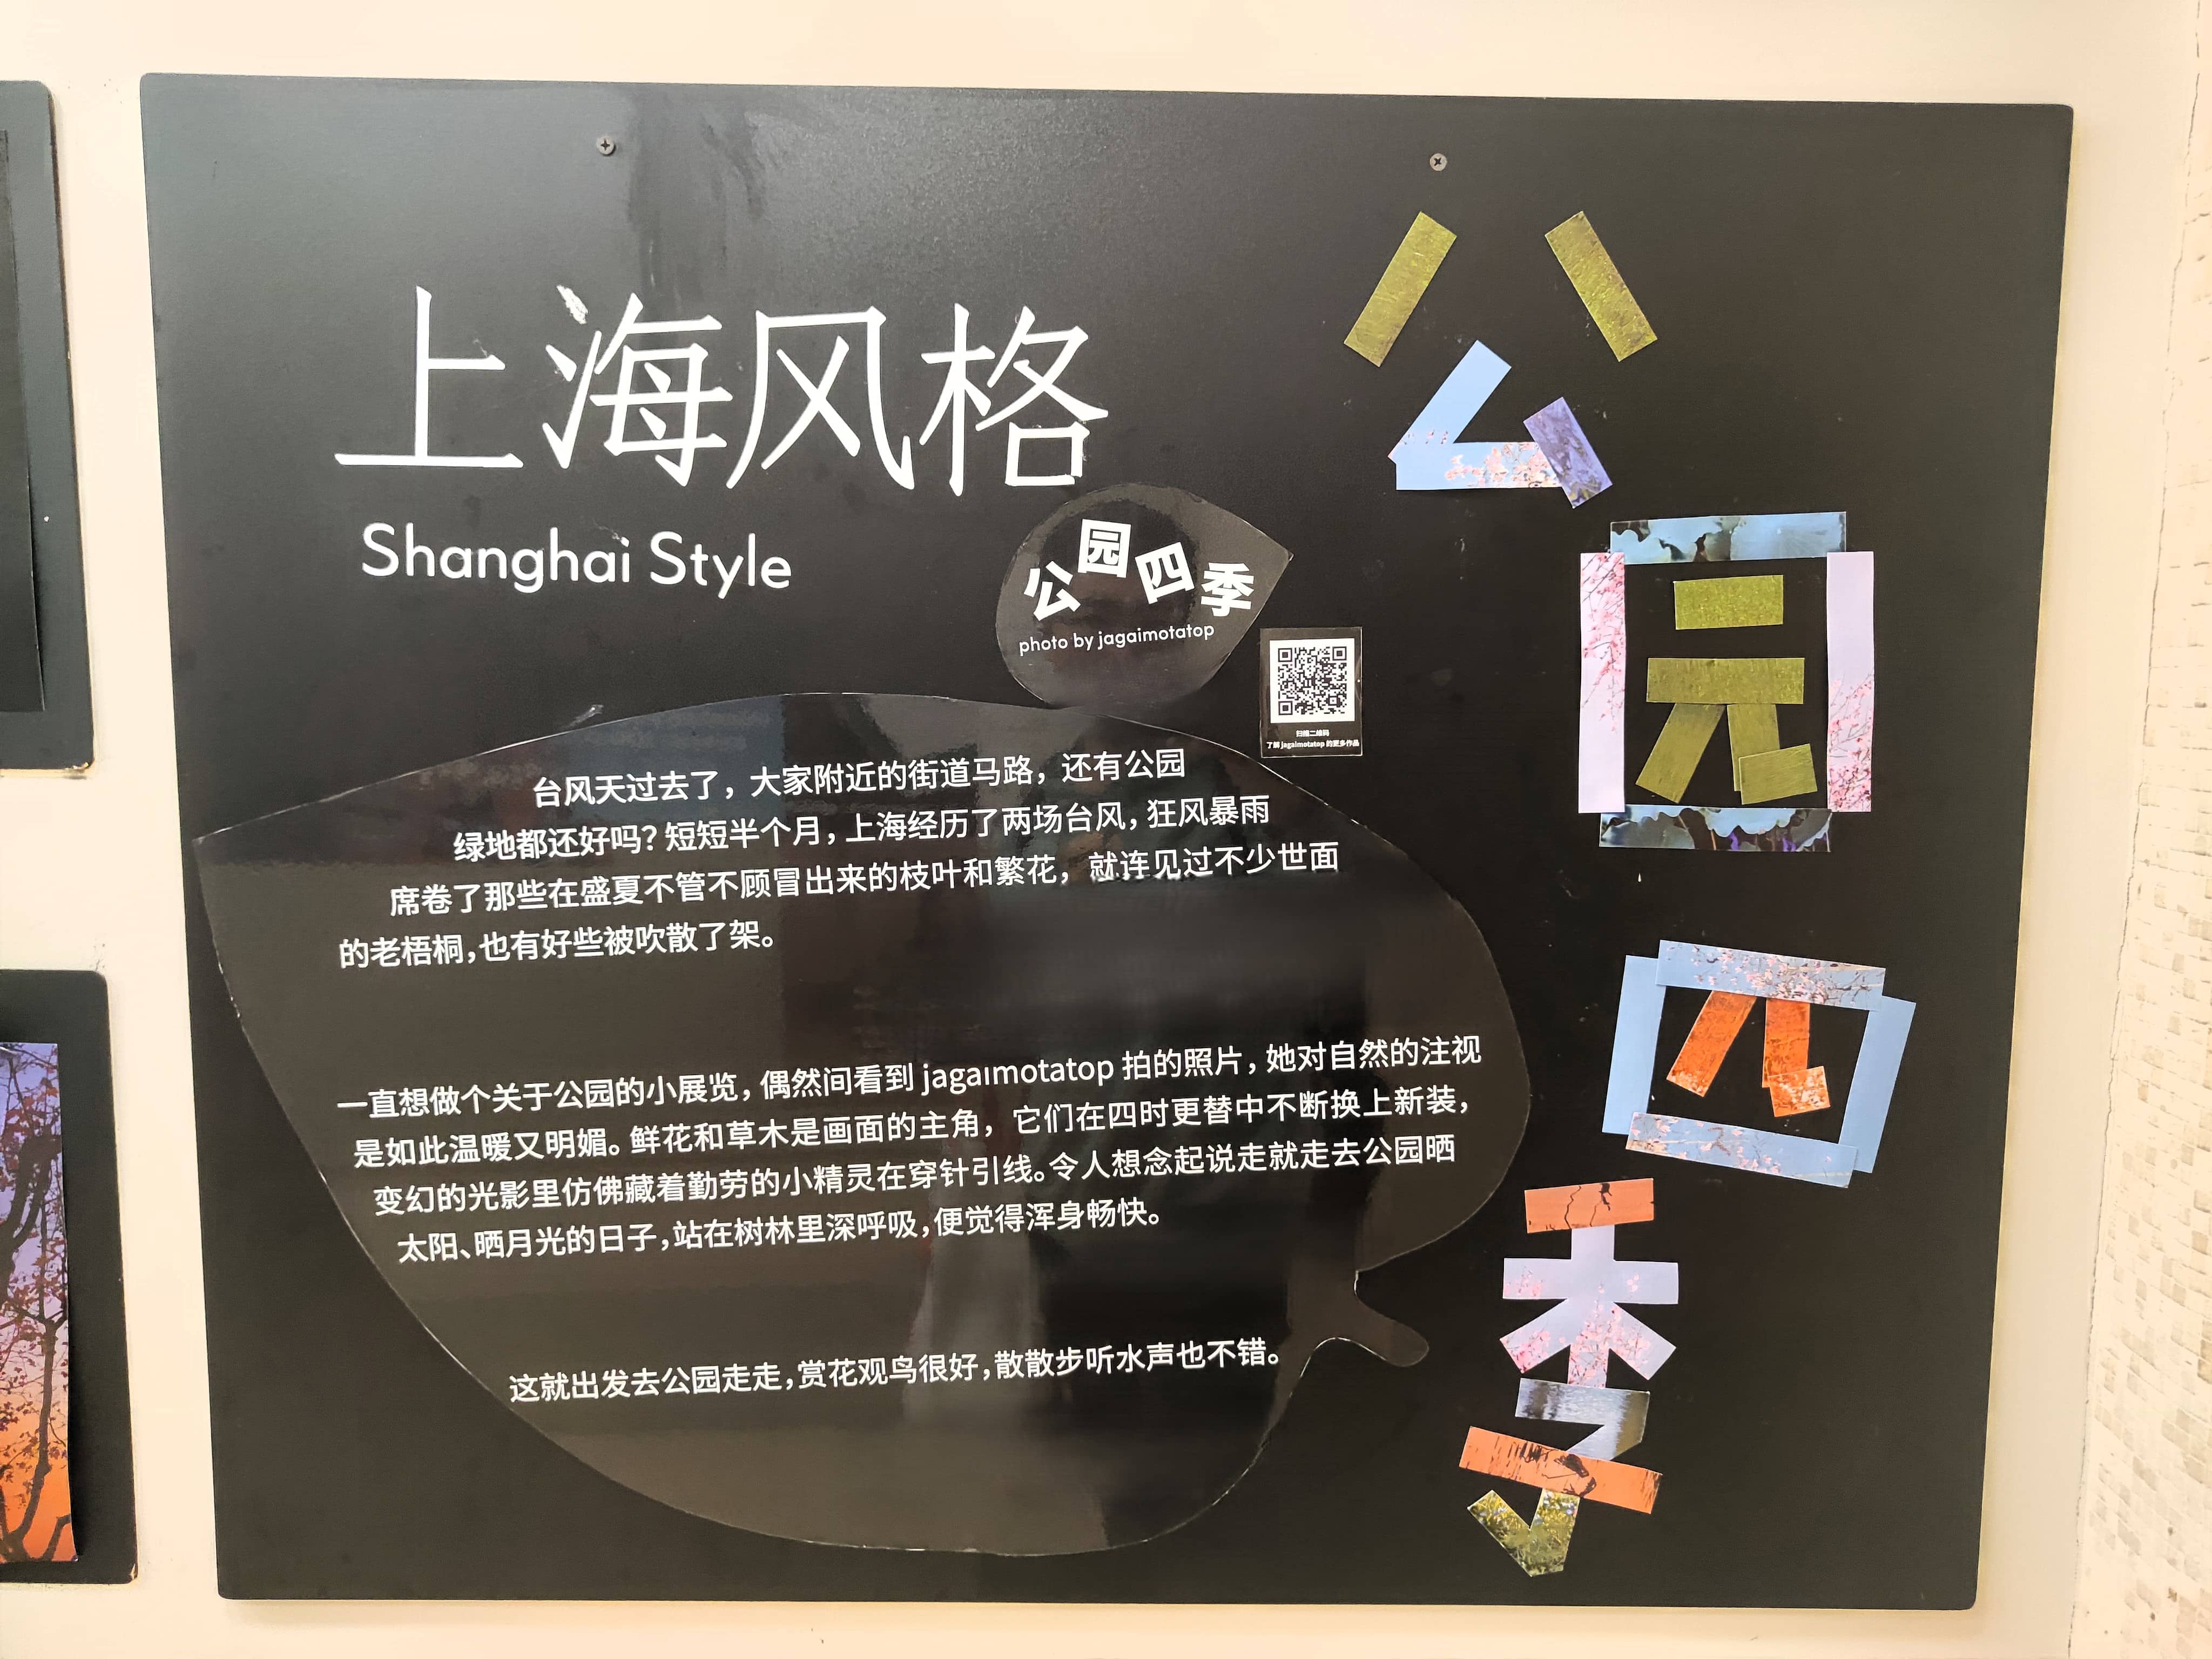 上海风格
Shanghai Style
公园四季
photo by jagaimotatop
扫描二维码
了解 jagaimotatop 的更多作品
台风天过去了，大家附近的街道马路，还有公园
绿地都还好吗？短短半个月，上海经历了两场台风，狂风暴雨
席卷了那些在盛夏不管不顾冒出来的枝叶和繁花，就连见过不少世面
的老梧桐，也有好些被吹散了架。
一直想做个关于公园的小展览，偶然间看到 jagaimotatop 拍的照片，她对自然的注视
是如此温暖又明媚。鲜花和草木是画面的主角，它们在四时更替中不断换上新装，
变幻的光影里仿佛藏着勤劳的小精灵在穿针引线。令人想念起说走就走去公园晒
太阳、晒月光的日子，站在树林里深呼吸，便觉得浑身畅快。
这就出发去公园走走，赏花观鸟很好，散散步听水声也不错。
公
园
四
季